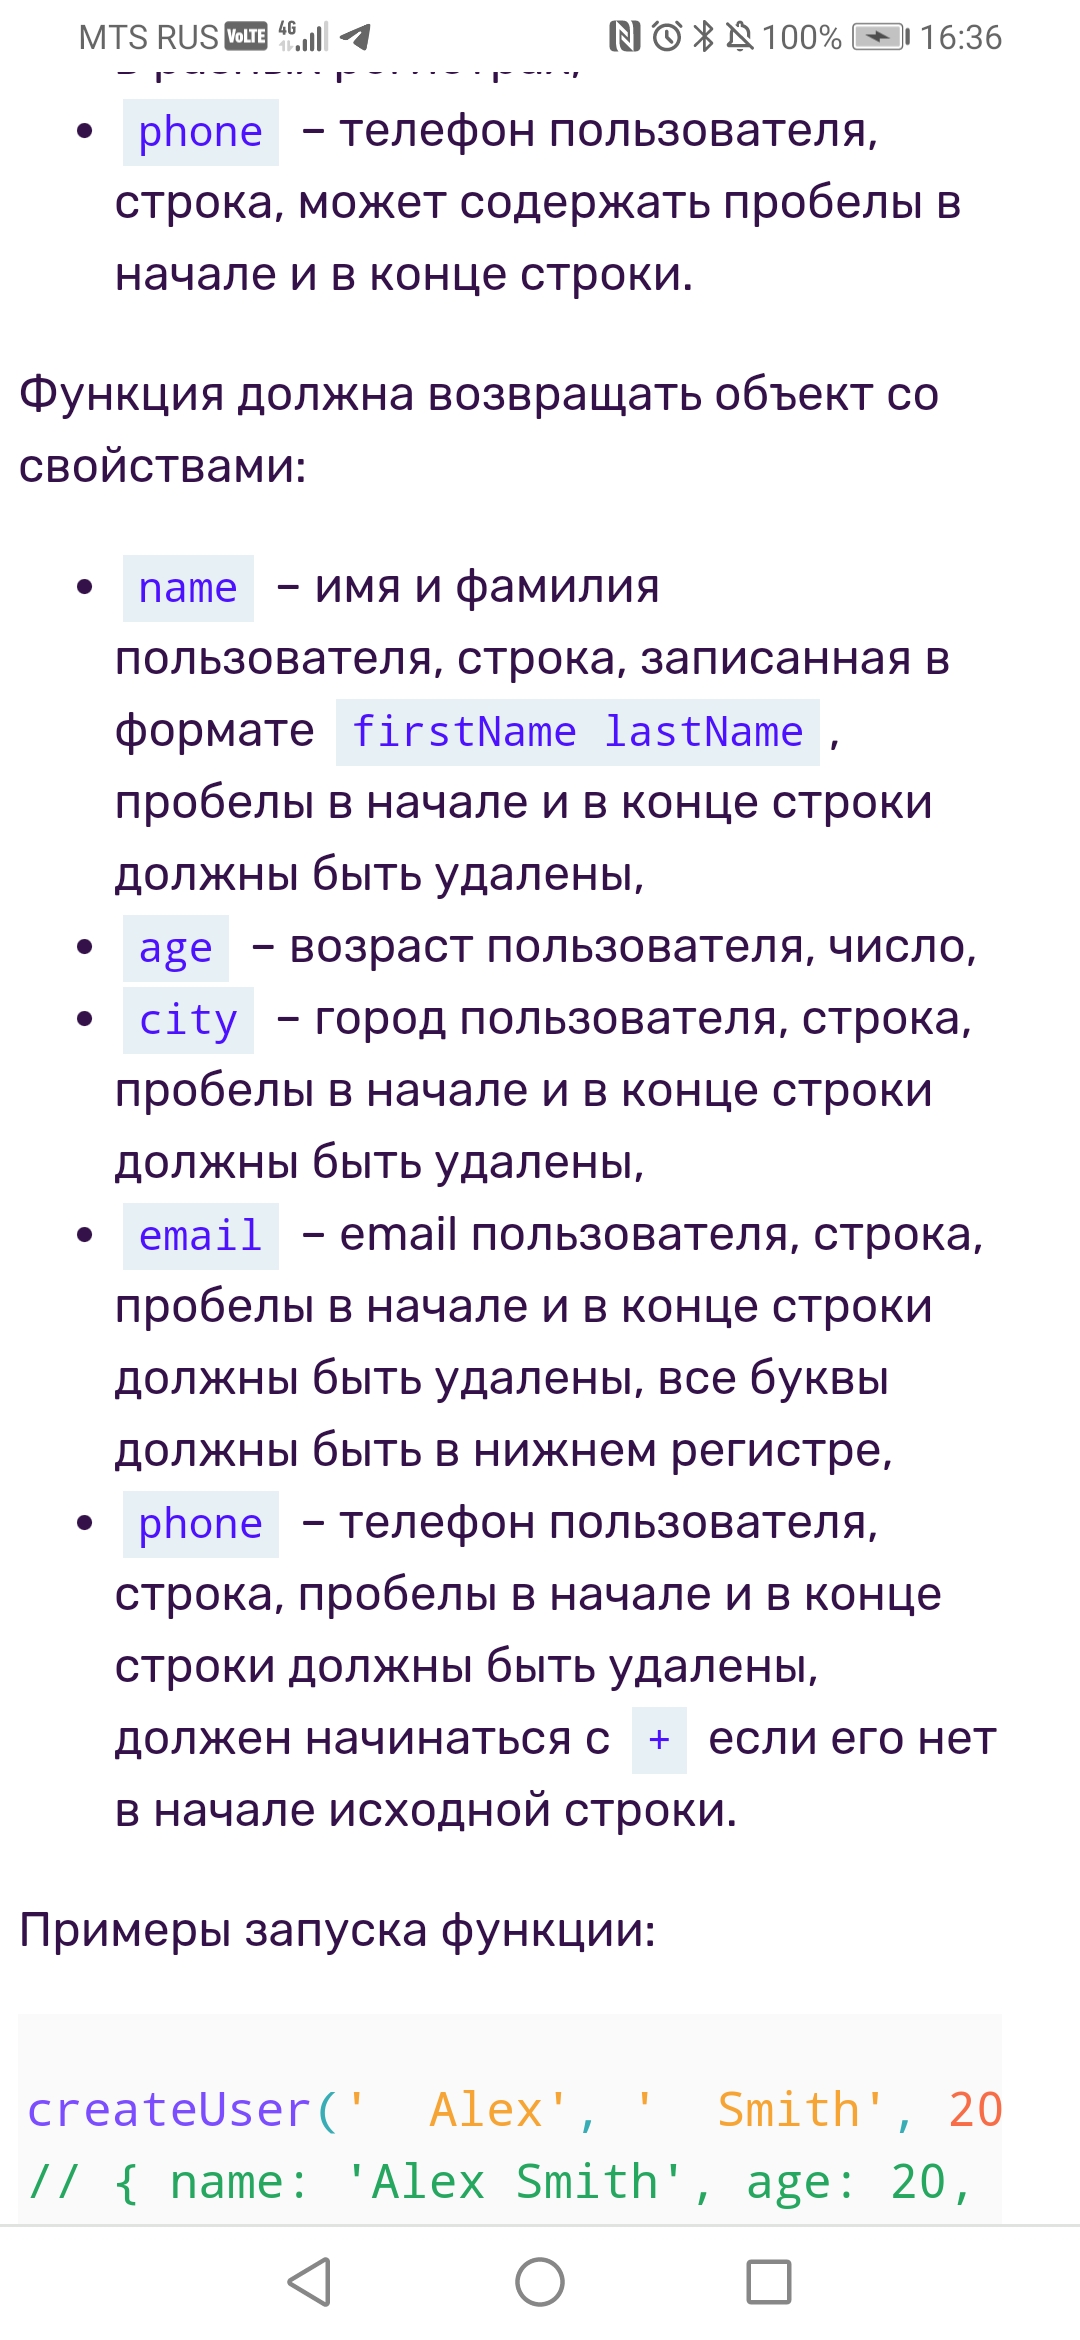 MTS RUS VoLTE 4G 100% 16:36
• phone – телефон пользователя,
строка, может содержать пробелы в
начале и в конце строки.
Функция должна возвращать объект со
свойствами:
• name – имя и фамилия
пользователя, строка, записанная в
формате firstName lastName ,
пробелы в начале и в конце строки
должны быть удалены,
• age – возраст пользователя, число,
• city – город пользователя, строка,
пробелы в начале и в конце строки
должны быть удалены,
• email – email пользователя, строка,
пробелы в начале и в конце строки
должны быть удалены, все буквы
должны быть в нижнем регистре,
• phone – телефон пользователя,
строка, пробелы в начале и в конце
строки должны быть удалены,
должен начинаться с + если его нет
в начале исходной строки.
Примеры запуска функции:
createUser('  Alex', '  Smith', 20
// { name: 'Alex Smith', age: 20,